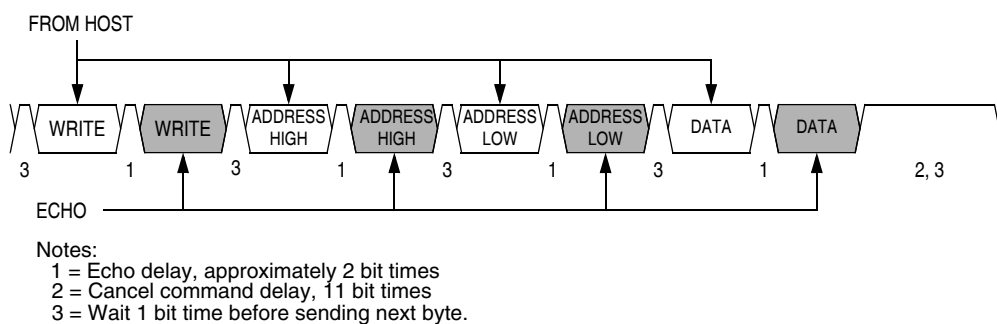 FROM HOST
WRITE WRITE ADDRESS HIGH ADDRESS HIGH ADDRESS LOW ADDRESS LOW DATA DATA
3 1 3 1 3 1 3 1 2, 3
ECHO
Notes:
1 = Echo delay, approximately 2 bit times
2 = Cancel command delay, 11 bit times
3 = Wait 1 bit time before sending next byte.